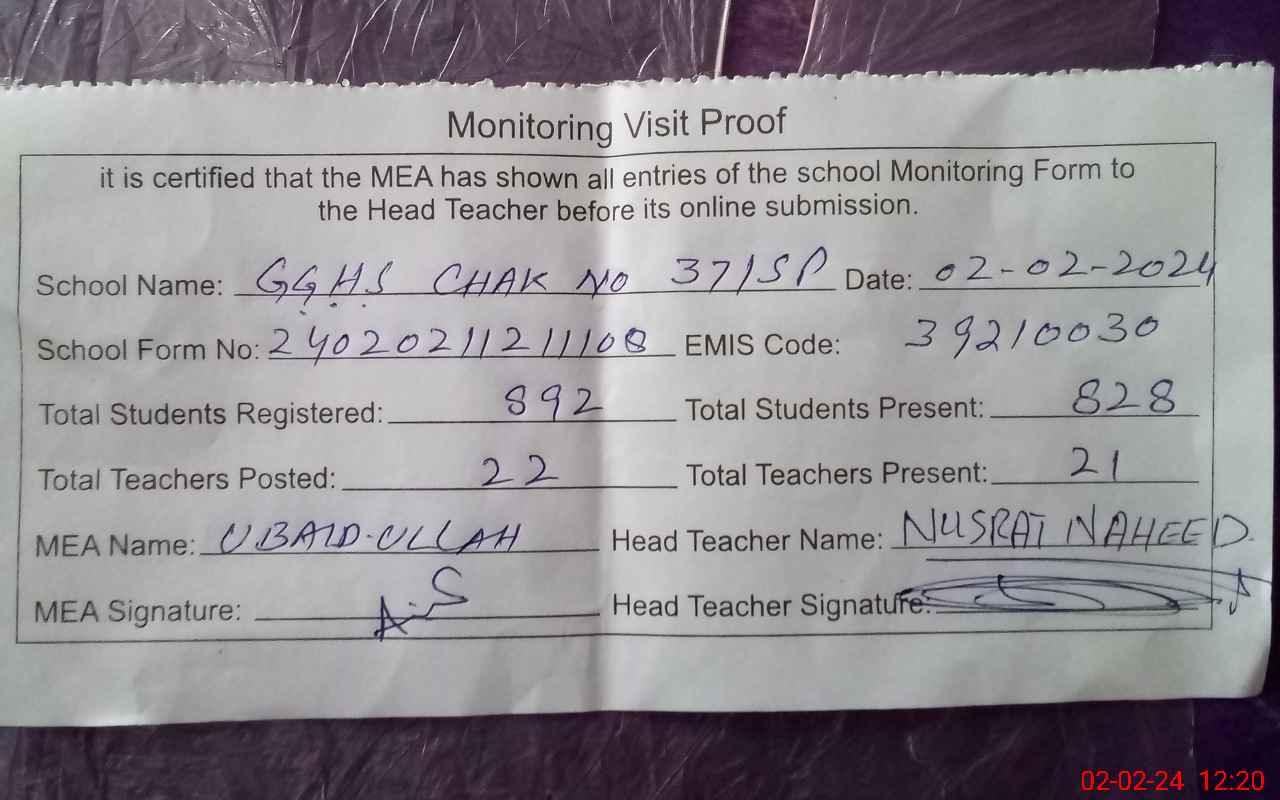 Monitoring Visit Proof
it is certified that the MEA has shown all entries of the school Monitoring Form to
the Head Teacher before its online submission.
School Name: GGHS CHAK NO 37/SP Date: 02-02-2024
School Form No: 240202112111108 EMIS Code: 39210030
Total Students Registered: 892 Total Students Present: 828
Total Teachers Posted: 22 Total Teachers Present: 21
MEA Name: UBAID-ULLAH Head Teacher Name: NUSRAT NAHEED.
MEA Signature: Head Teacher Signature:
02-02-24 12:20